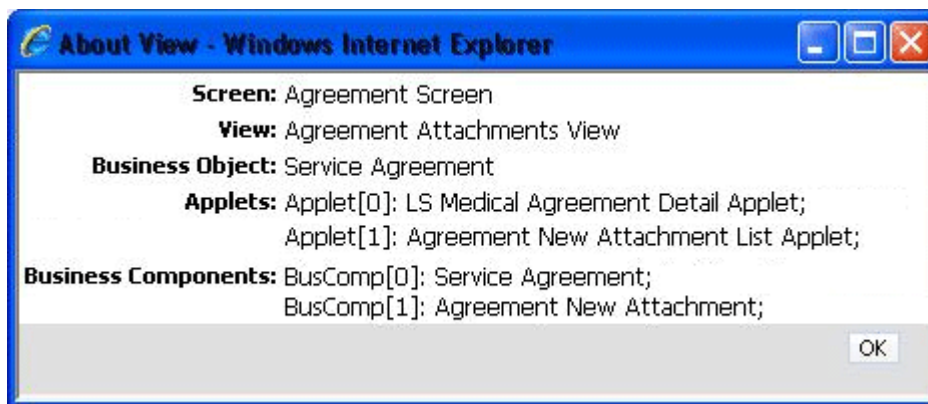 About View - Windows Internet Explorer
Screen: Agreement Screen
View: Agreement Attachments View
Business Object: Service Agreement
Applets: Applet[0]: LS Medical Agreement Detail Applet;
Applet[1]: Agreement New Attachment List Applet;
Business Components: BusComp[0]: Service Agreement;
BusComp[1]: Agreement New Attachment;
OK